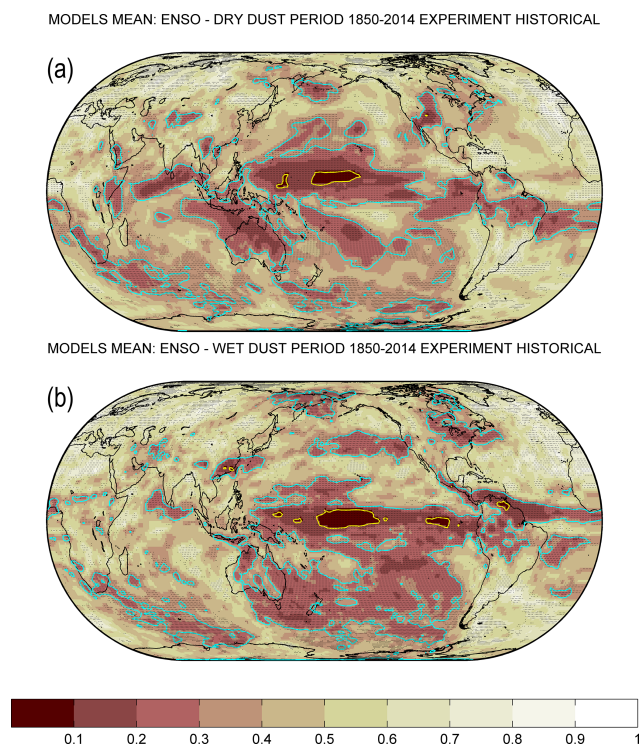 MODELS MEAN: ENSO - DRY DUST PERIOD 1850-2014 EXPERIMENT HISTORICAL
(a)
MODELS MEAN: ENSO - WET DUST PERIOD 1850-2014 EXPERIMENT HISTORICAL
(b)
0.1 0.2 0.3 0.4 0.5 0.6 0.7 0.8 0.9 1